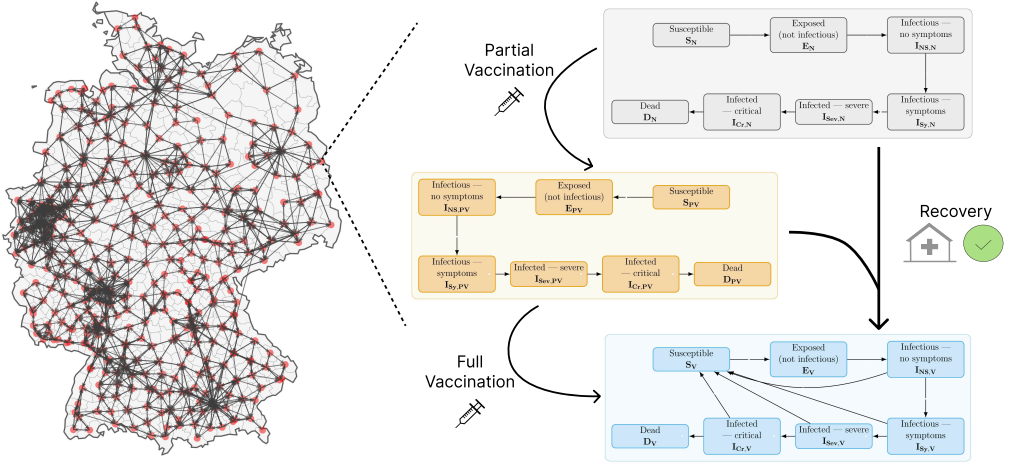 Partial
Vaccination
Susceptible
S_N
Exposed
(not infectious)
E_N
Infectious —
no symptoms
I_NS,N
Dead
D_N
Infected
— critical
I_Cr,N
Infected — severe
I_Sev,N
Infectious —
symptoms
I_Sy,N
Infectious —
no symptoms
I_NS,PV
Exposed
(not infectious)
E_PV
Susceptible
S_PV
Infectious —
symptoms
I_Sy,PV
Infected — severe
I_Sev,PV
Infected
— critical
I_Cr,PV
Dead
D_PV
Recovery
Full
Vaccination
Susceptible
S_V
Exposed
(not infectious)
E_V
Infectious —
no symptoms
I_NS,V
Dead
D_V
Infected
— critical
I_Cr,V
Infected — severe
I_Sev,V
Infectious —
symptoms
I_Sy,V